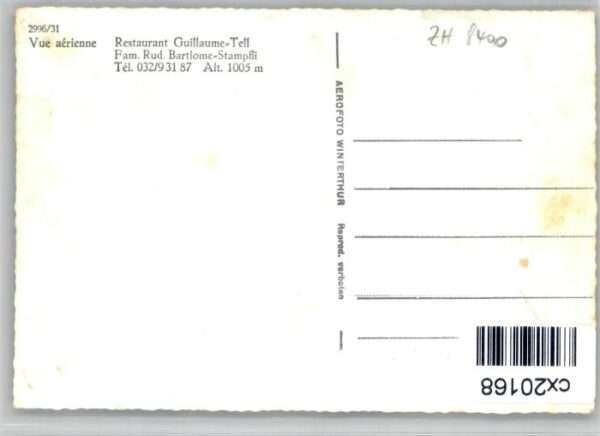 2996/31
Vue aérienne Restaurant Guillaume-Tell
Fam. Rud. Bartlome-Stampfli
Tél. 032/9 31 87 Alt. 1005 m
ZH 8400
AEROFOTO WINTERTHUR Reprod. verboten
cx20168